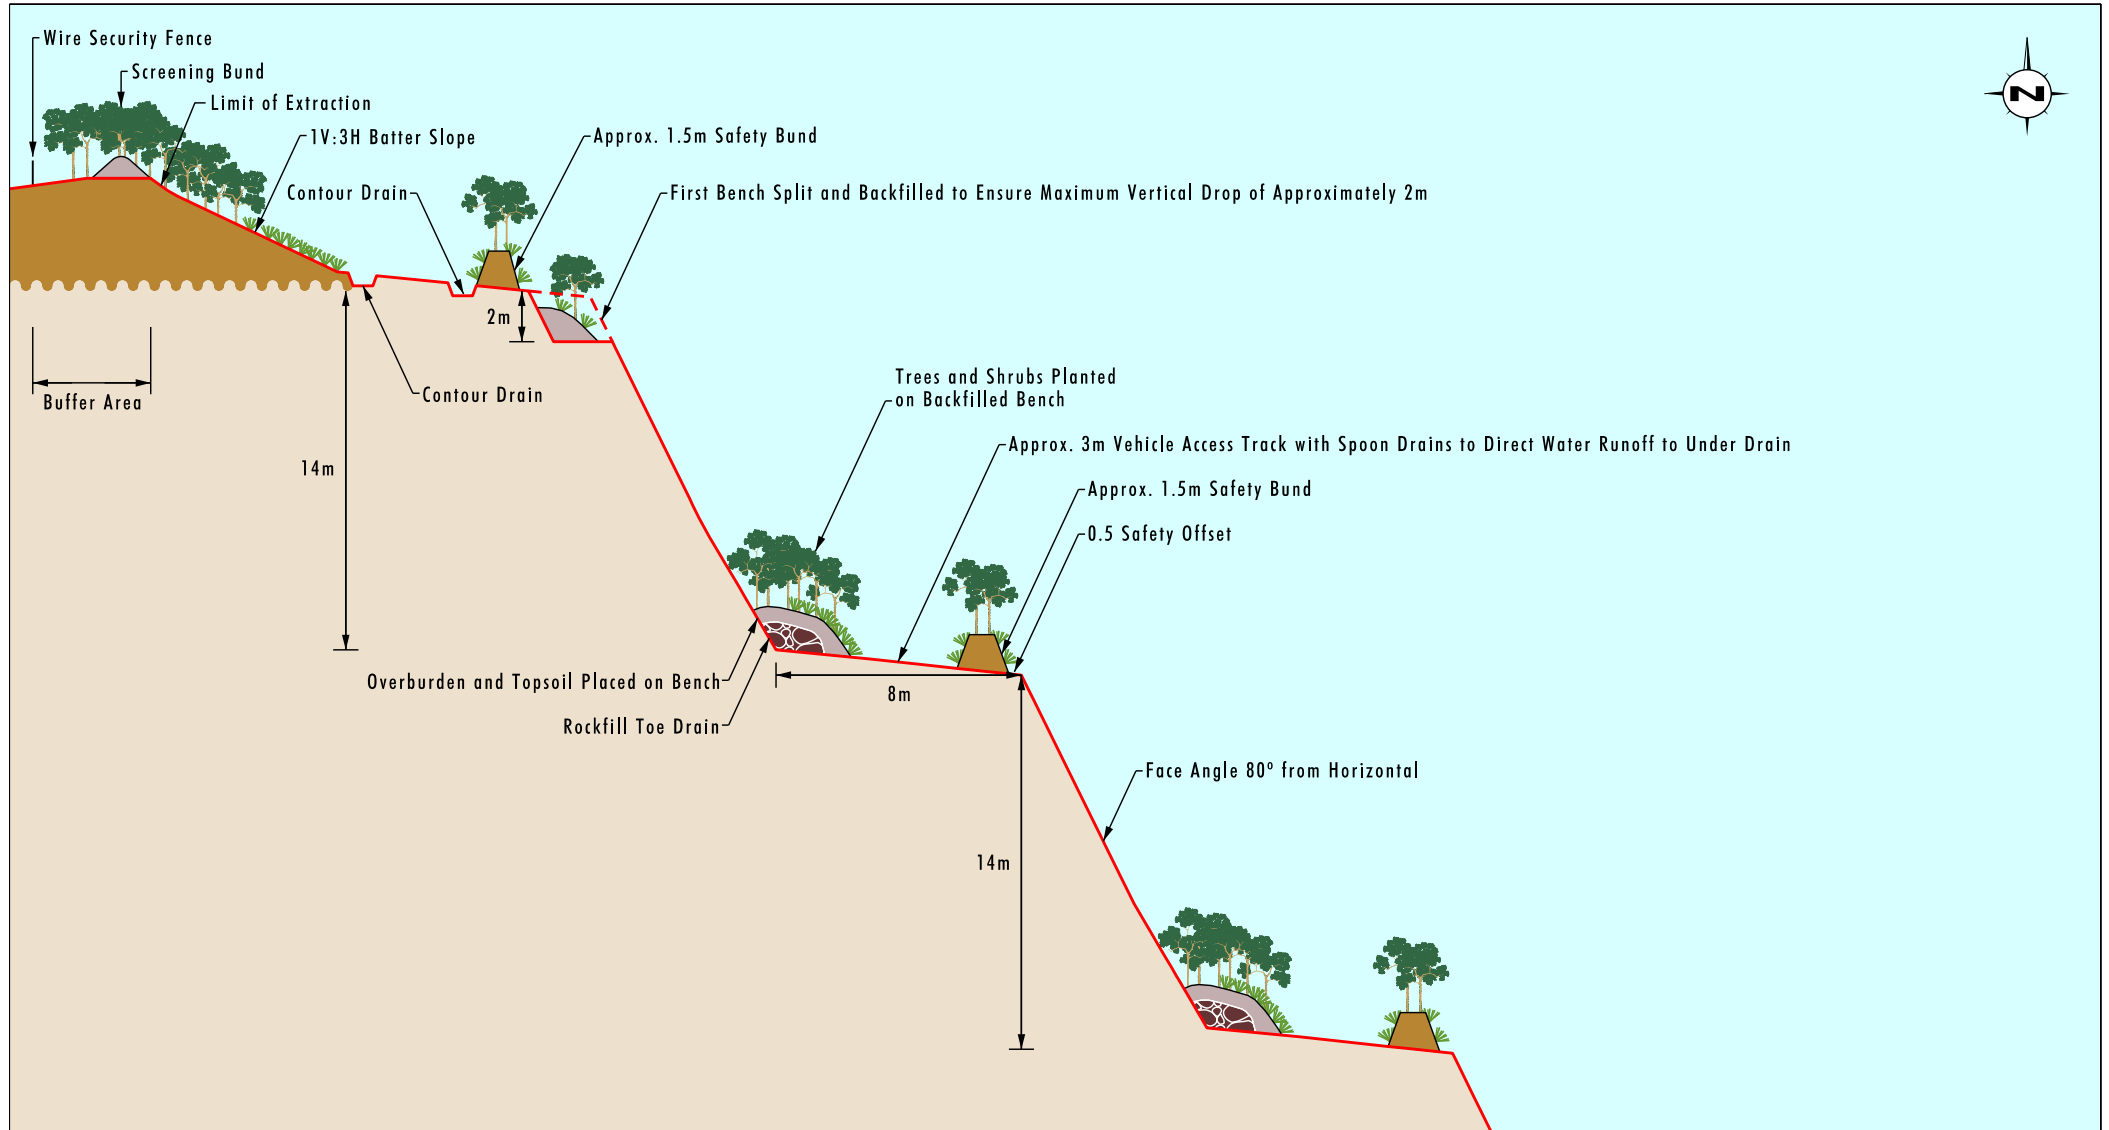 Wire Security Fence
Screening Bund
Limit of Extraction
1V:3H Batter Slope
Approx. 1.5m Safety Bund
Contour Drain
First Bench Split and Backfilled to Ensure Maximum Vertical Drop of Approximately 2m
N
2m
Buffer Area
Contour Drain
Trees and Shrubs Planted
on Backfilled Bench
14m
Approx. 3m Vehicle Access Track with Spoon Drains to Direct Water Runoff to Under Drain
Approx. 1.5m Safety Bund
0.5 Safety Offset
Overburden and Topsoil Placed on Bench
8m
Rockfill Toe Drain
Face Angle 80º from Horizontal
14m